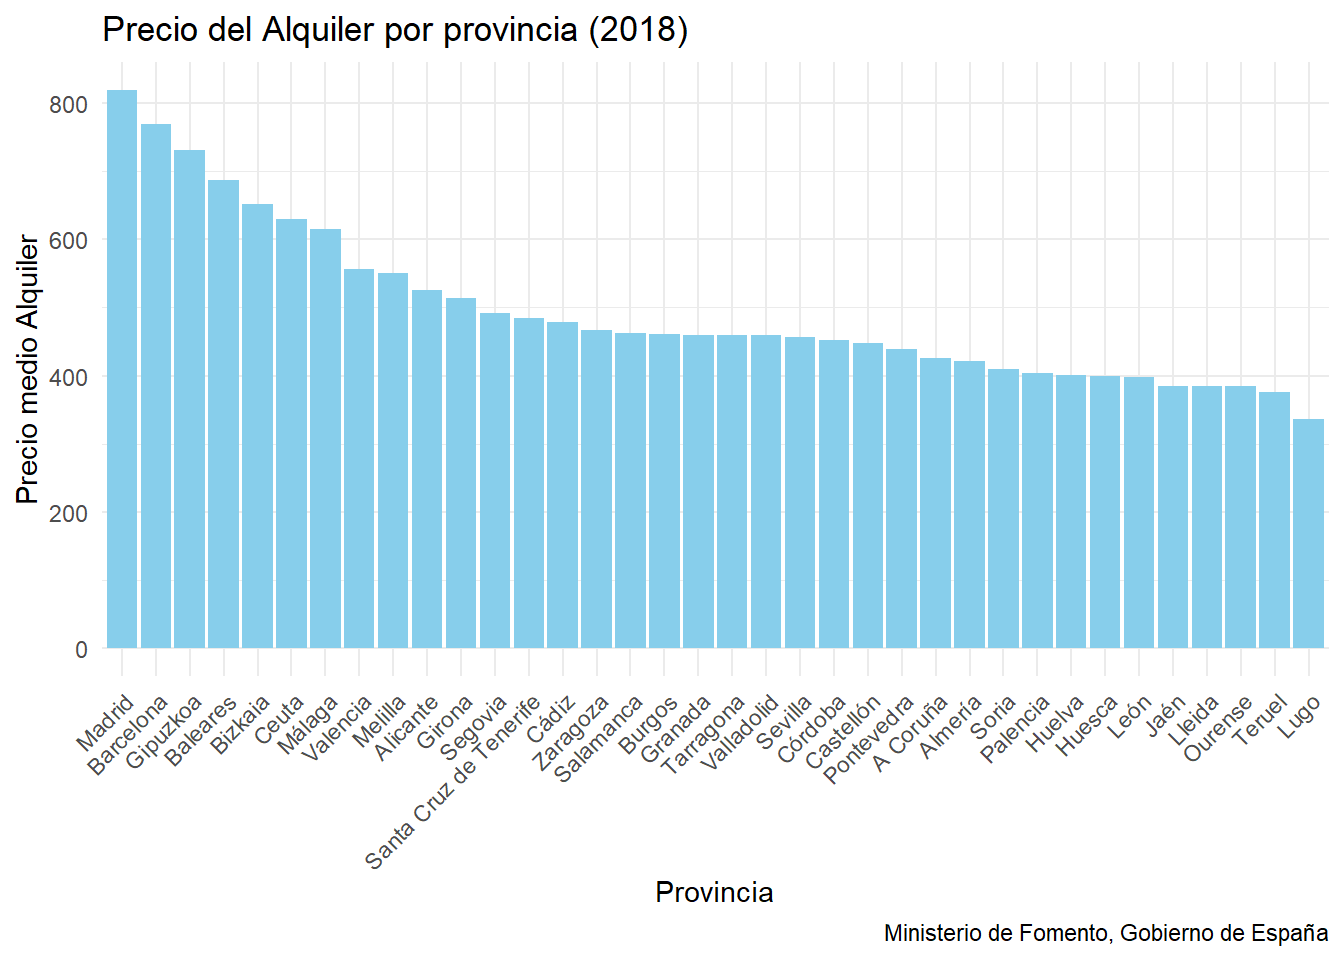 Precio del Alquiler por provincia (2018)
Precio medio Alquiler
800
600
400
200
0
Madrid
Barcelona
Gipuzkoa
Baleares
Bizkaia
Ceuta
Málaga
Valencia
Melilla
Alicante
Girona
Segovia
Santa Cruz de Tenerife
Cádiz
Zaragoza
Salamanca
Burgos
Granada
Tarragona
Valladolid
Sevilla
Córdoba
Castellón
Pontevedra
A Coruña
Almería
Soria
Palencia
Huelva
Huesca
León
Jaén
Lleida
Ourense
Teruel
Lugo
Provincia
Ministerio de Fomento, Gobierno de España